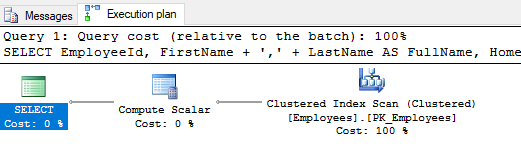 Messages Execution plan
Query 1: Query cost (relative to the batch): 100%
SELECT EmployeeId, FirstName + ',' + LastName AS FullName, Home
SELECT
Cost: 0 %
Compute Scalar
Cost: 0 %
Clustered Index Scan (Clustered)
[Employees].[PK_Employees]
Cost: 100 %